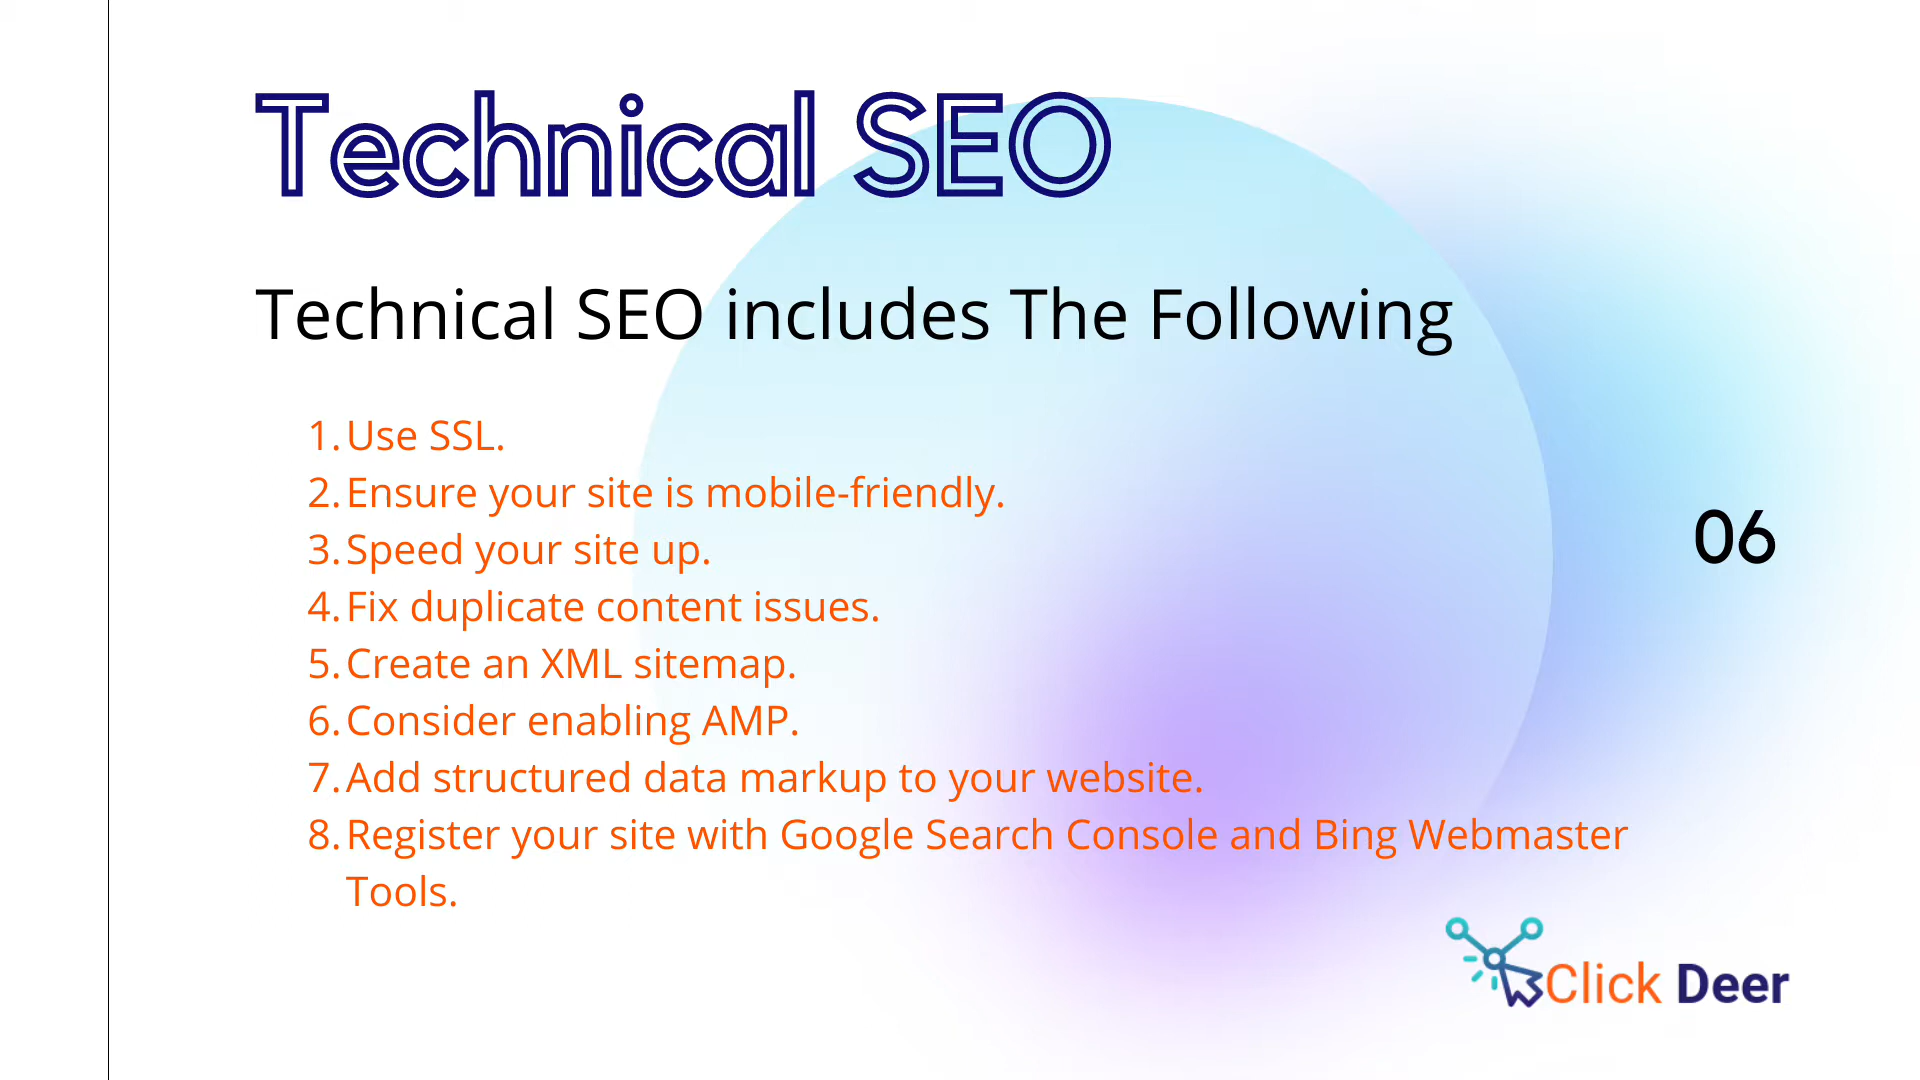 Technical SEO
Technical SEO includes The Following
1. Use SSL.
2. Ensure your site is mobile-friendly.
3. Speed your site up.
4. Fix duplicate content issues.
5. Create an XML sitemap.
6. Consider enabling AMP.
7. Add structured data markup to your website.
8. Register your site with Google Search Console and Bing Webmaster
Tools.
06
Click Deer